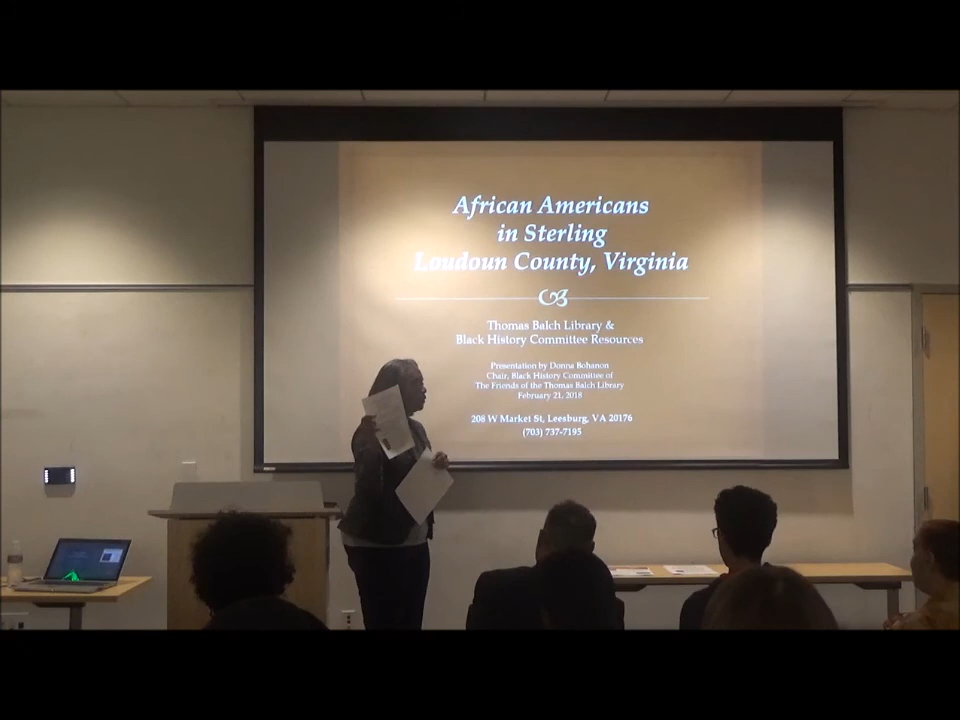 African Americans
in Sterling
Loudoun County, Virginia
Thomas Balch Library &
Black History Committee Resources
Presentation by Donna Bohanon
Chair, Black History Committee of
The Friends of the Thomas Balch Library
February 21, 2018
208 W Market St, Leesburg, VA 20176
(703) 737-7195